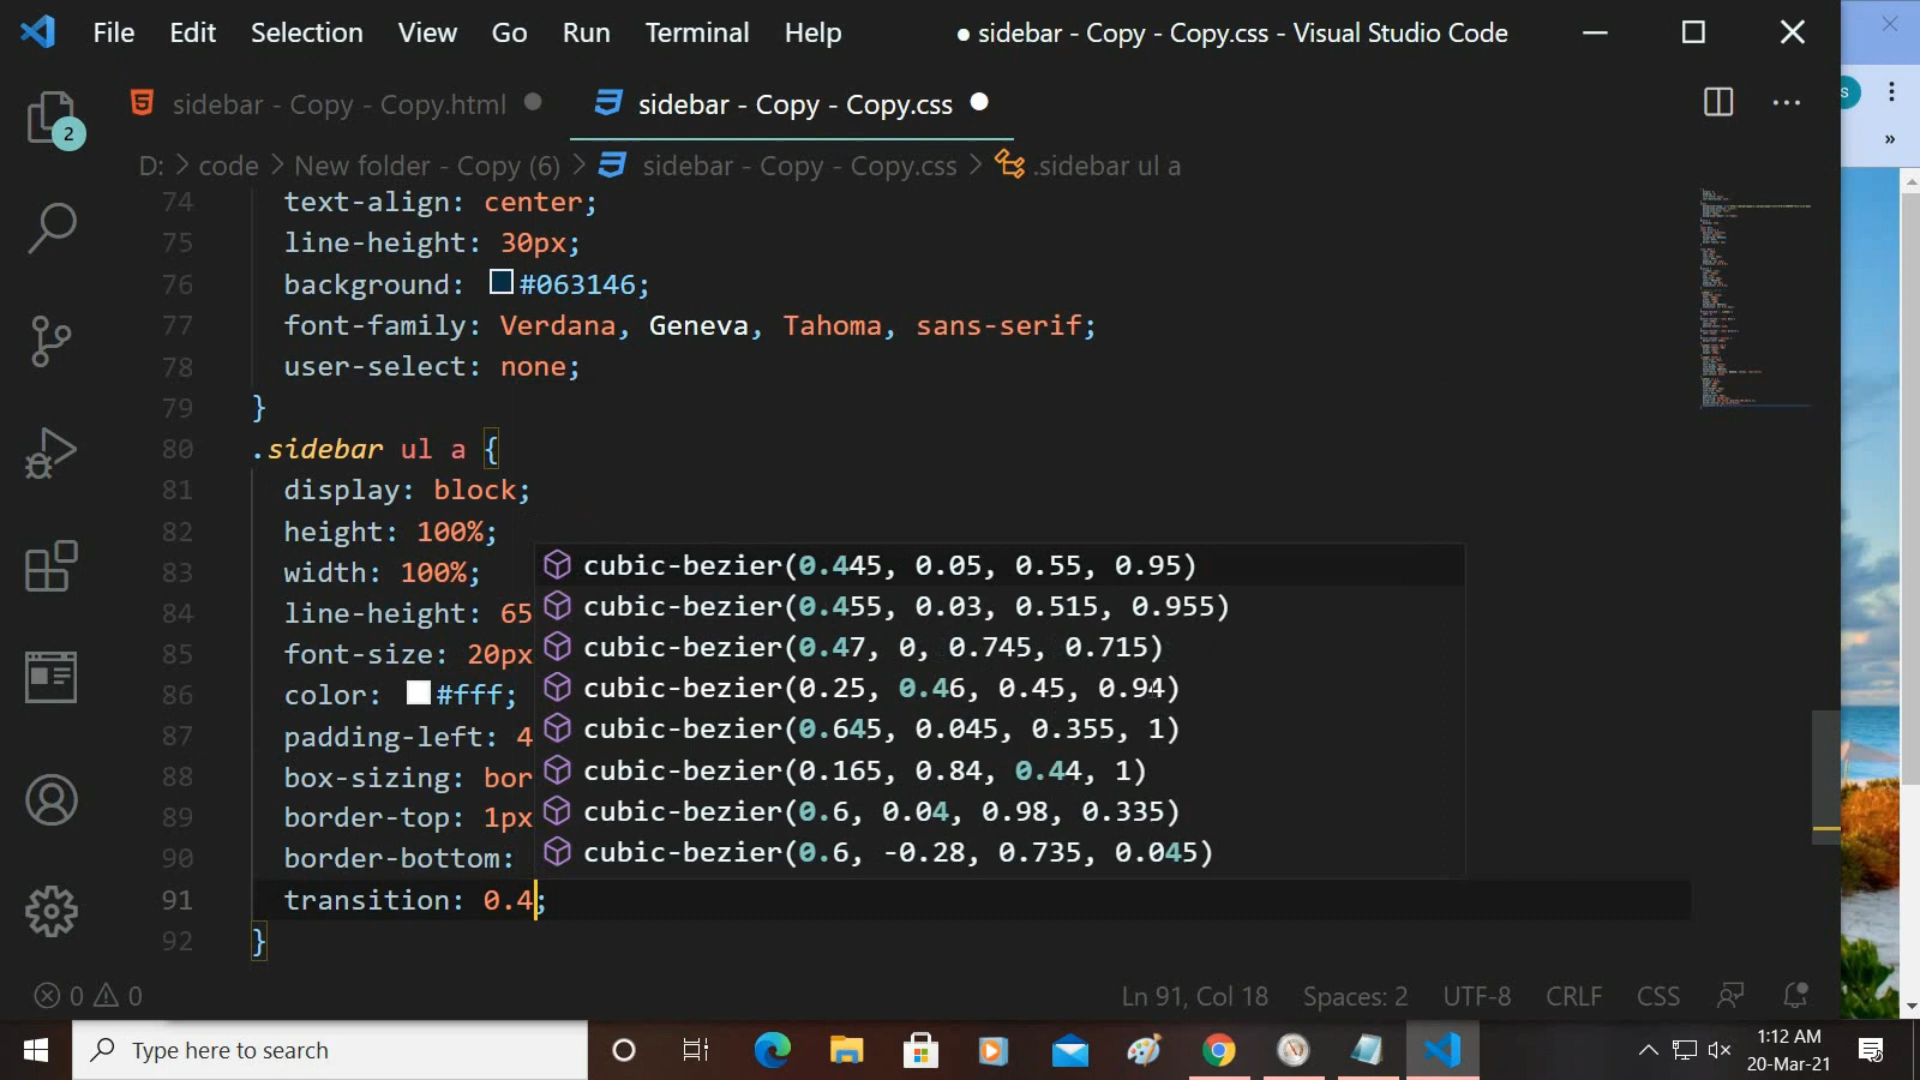 File Edit Selection View Go Run Terminal Help ● sidebar - Copy - Copy.css - Visual Studio Code
sidebar - Copy - Copy.html sidebar - Copy - Copy.css
D: > code > New folder - Copy (6) > sidebar - Copy - Copy.css > .sidebar ul a
2
S
»
74 text-align: center;
75 line-height: 30px;
76 background: #063146;
77 font-family: Verdana, Geneva, Tahoma, sans-serif;
78 user-select: none;
79 }
80 .sidebar ul a {
81 display: block;
82 height: 100%;
83 width: 100%;
84 line-height: 65
85 font-size: 20px
86 color: #fff;
87 padding-left: 4
88 box-sizing: bor
89 border-top: 1px
90 border-bottom:
91 transition: 0.4;
92 }
cubic-bezier(0.445, 0.05, 0.55, 0.95)
cubic-bezier(0.455, 0.03, 0.515, 0.955)
cubic-bezier(0.47, 0, 0.745, 0.715)
cubic-bezier(0.25, 0.46, 0.45, 0.94)
cubic-bezier(0.645, 0.045, 0.355, 1)
cubic-bezier(0.165, 0.84, 0.44, 1)
cubic-bezier(0.6, 0.04, 0.98, 0.335)
cubic-bezier(0.6, -0.28, 0.735, 0.045)
0 0 Ln 91, Col 18 Spaces: 2 UTF-8 CRLF CSS
Type here to search
1:12 AM
20-Mar-21